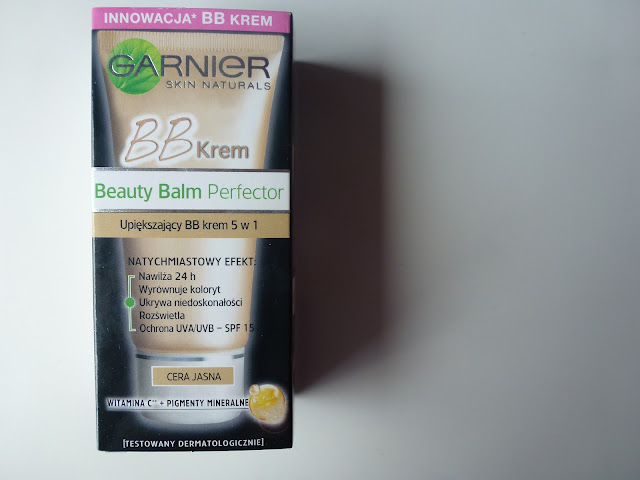 INNOWACJA* BB KREM
GARNIER
SKIN NATURALS
BB Krem
Beauty Balm Perfector
Upiększający BB krem 5 w 1
NATYCHMIASTOWY EFEKT:
Nawilża 24 h
Wyrównuje koloryt
Ukrywa niedoskonałości
Rozświetla
Ochrona UVA/UVB – SPF 15
CERA JASNA
WITAMINA C** + PIGMENTY MINERALNE
[TESTOWANY DERMATOLOGICZNIE]